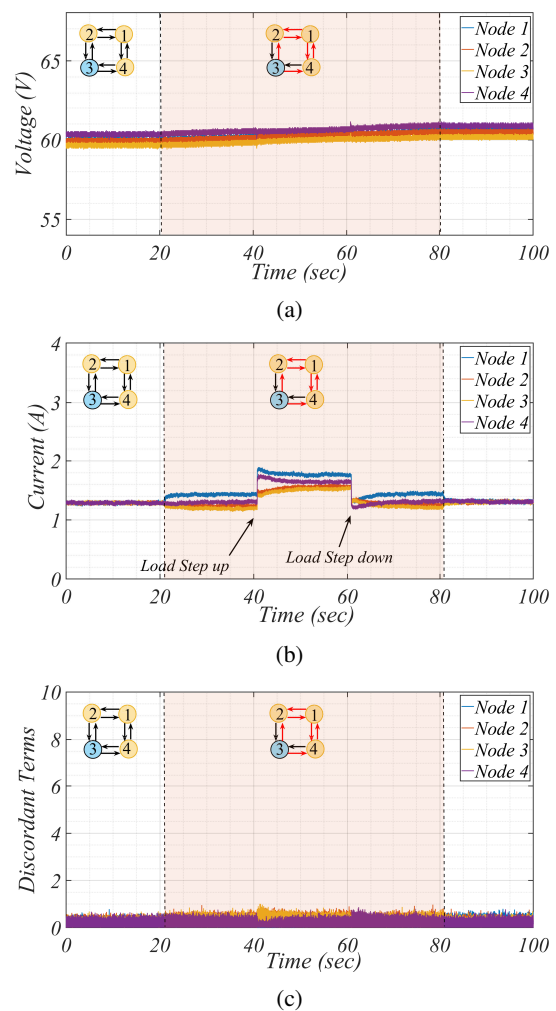 65
60
55
Voltage (V)
2 1
3 4
2 1
3 4
Node 1
Node 2
Node 3
Node 4
0 20 40 60 80 100
Time (sec)
(a)
4
3
2
1
0
Current (A)
2 1
3 4
2 1
3 4
Node 1
Node 2
Node 3
Node 4
Load Step up
Load Step down
0 20 40 60 80 100
Time (sec)
(b)
10
8
6
4
2
0
Discordant Terms
2 1
3 4
2 1
3 4
Node 1
Node 2
Node 3
Node 4
0 20 40 60 80 100
Time (sec)
(c)